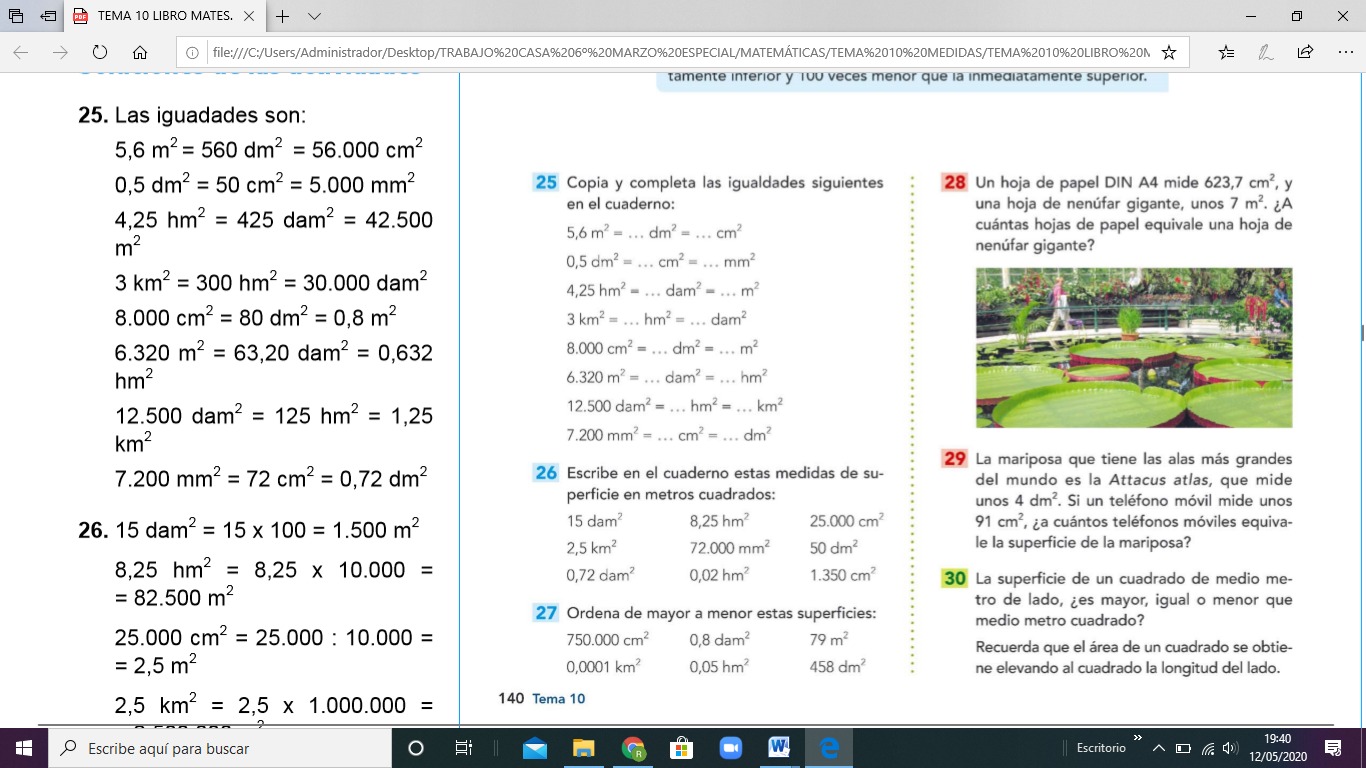 TEMA 10 LIBRO MATES.
file:///C:/Users/Administrador/Desktop/TRABAJO%20CASA%206º%20MARZO%20ESPECIAL/MATEMÁTICAS/TEMA%2010%20MEDIDAS/TEMA%2010%20LIBRO%20M
25. Las iguadades son:
5,6 m² = 560 dm² = 56.000 cm²
0,5 dm² = 50 cm² = 5.000 mm²
4,25 hm² = 425 dam² = 42.500
m²
3 km² = 300 hm² = 30.000 dam²
8.000 cm² = 80 dm² = 0,8 m²
6.320 m² = 63,20 dam² = 0,632
hm²
12.500 dam² = 125 hm² = 1,25
km²
7.200 mm² = 72 cm² = 0,72 dm²
26. 15 dam² = 15 x 100 = 1.500 m²
8,25 hm² = 8,25 x 10.000 =
= 82.500 m²
25.000 cm² = 25.000 : 10.000 =
= 2,5 m²
2,5 km² = 2,5 x 1.000.000 =
tamente inferior y 100 veces menor que la inmediatamente superior.
25 Copia y completa las igualdades siguientes
en el cuaderno:
5,6 m² = … dm² = … cm²
0,5 dm² = … cm² = … mm²
4,25 hm² = … dam² = … m²
3 km² = … hm² = … dam²
8.000 cm² = … dm² = … m²
6.320 m² = … dam² = … hm²
12.500 dam² = … hm² = … km²
7.200 mm² = … cm² = … dm²
26 Escribe en el cuaderno estas medidas de su-
perficie en metros cuadrados:
15 dam² 8,25 hm² 25.000 cm²
2,5 km² 72.000 mm² 50 dm²
0,72 dam² 0,02 hm² 1.350 cm²
27 Ordena de mayor a menor estas superficies:
750.000 cm² 0,8 dam² 79 m²
0,0001 km² 0,05 hm² 458 dm²
28 Un hoja de papel DIN A4 mide 623,7 cm², y
una hoja de nenúfar gigante, unos 7 m². ¿A
cuántas hojas de papel equivale una hoja de
nenúfar gigante?
29 La mariposa que tiene las alas más grandes
del mundo es la Attacus atlas, que mide
unos 4 dm². Si un teléfono móvil mide unos
91 cm², ¿a cuántos teléfonos móviles equiva-
le la superficie de la mariposa?
30 La superficie de un cuadrado de medio me-
tro de lado, ¿es mayor, igual o menor que
medio metro cuadrado?
Recuerda que el área de un cuadrado se obtie-
ne elevando al cuadrado la longitud del lado.
140 Tema 10
Escribe aquí para buscar
Escritorio
19:40
12/05/2020